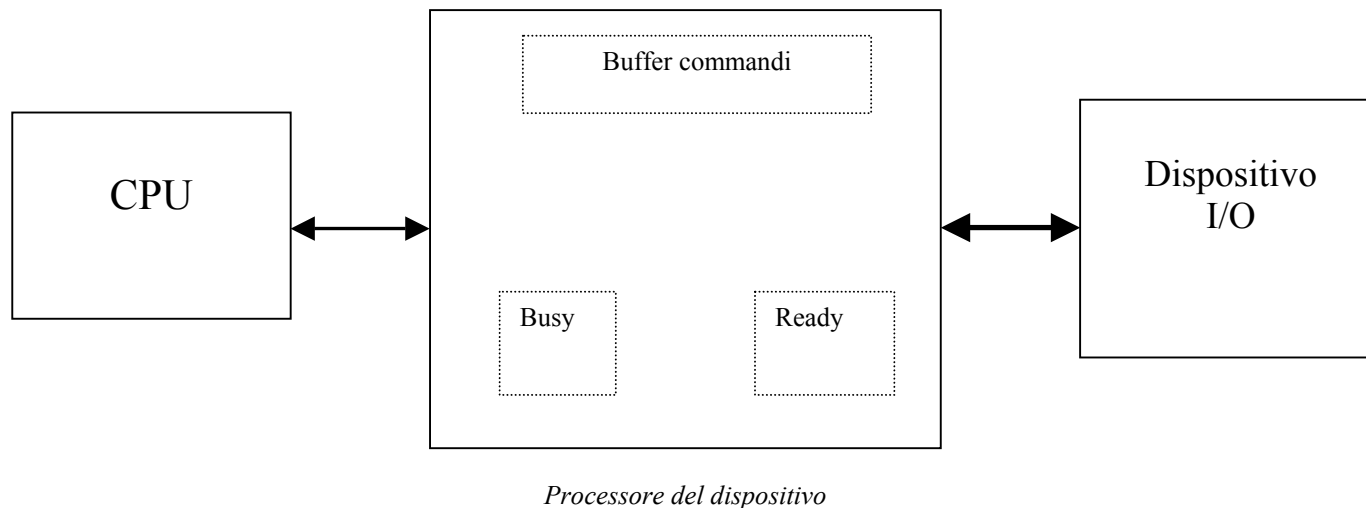 Buffer commandi
CPU
Dispositivo
I/O
Busy
Ready
Processore del dispositivo